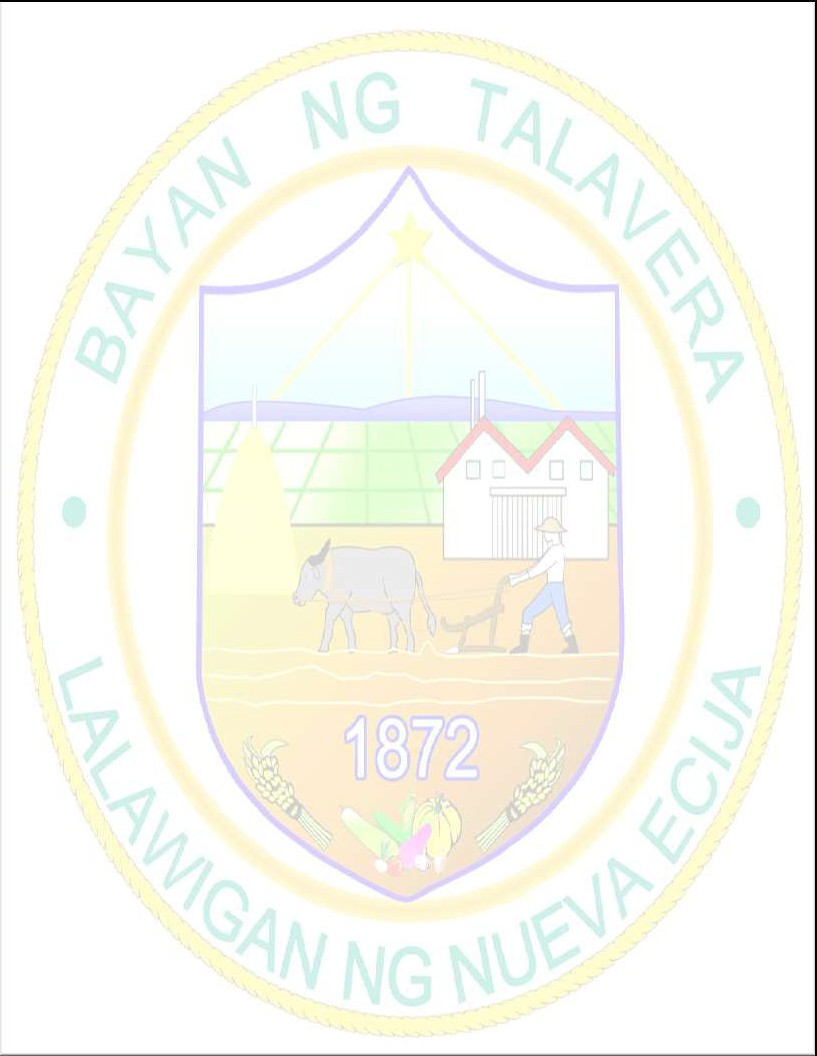 BAYAN NG TALAVERA
1872
LALAWIGAN NG NUEVA ECIJA